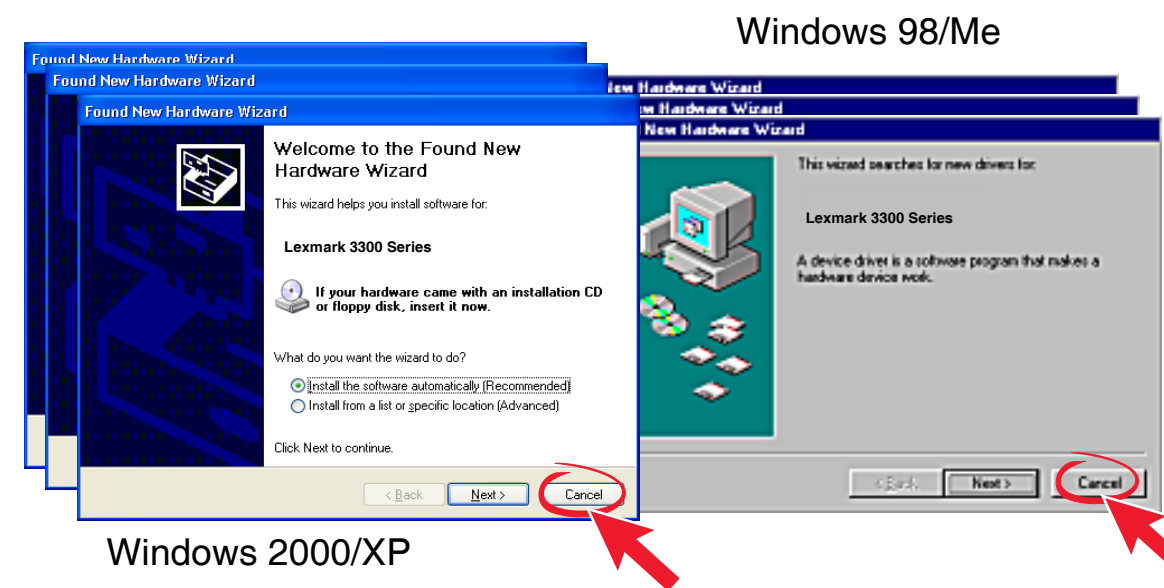 Windows 98/Me
Found New Hardware Wizard
Found New Hardware Wizard
Found New Hardware Wizard
Welcome to the Found New
Hardware Wizard
This wizard helps you install software for:
Lexmark 3300 Series
If your hardware came with an installation CD
or floppy disk, insert it now.
What do you want the wizard to do?
Install the software automatically (Recommended)
Install from a list or specific location (Advanced)
Click Next to continue.
< Back
Next >
Cancel
Windows 2000/XP
New Hardware Wizard
Hardware Wizard
New Hardware Wizard
This wizard searches for new drivers for:
Lexmark 3300 Series
A device driver is a software program that makes a
hardware device work.
< Back
Next >
Cancel